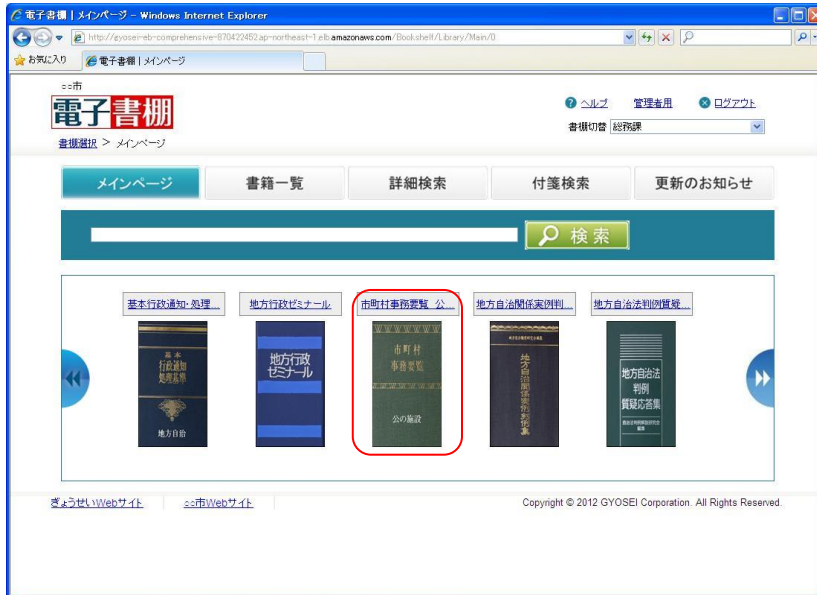 電子書棚 | メインページ - Windows Internet Explorer
http://gyosei-eb-comprehensive-870422452.ap-northeast-1.elb.amazonaws.com/Bookshelf/Library/Main/0
お気に入り 電子書棚 | メインページ
○○市
電子書棚
ヘルプ 管理者用 ログアウト
書棚切替 総務課
書棚選択 > メインページ
メインページ 書籍一覧 詳細検索 付箋検索 更新のお知らせ
検索
基本行政通知・処理... 地方行政ゼミナール 市町村事務要覧 公... 地方自治関係実例判... 地方自治法判例質疑...
基本
行政通知
処理基準
地方自治
地方行政
ゼミナール
市町村
事務要覧
公の施設
地方自治関係実例判例集
地方自治法
判例
質疑応答集
ぎょうせいWebサイト ○○市Webサイト Copyright © 2012 GYOSEI Corporation. All Rights Reserved.